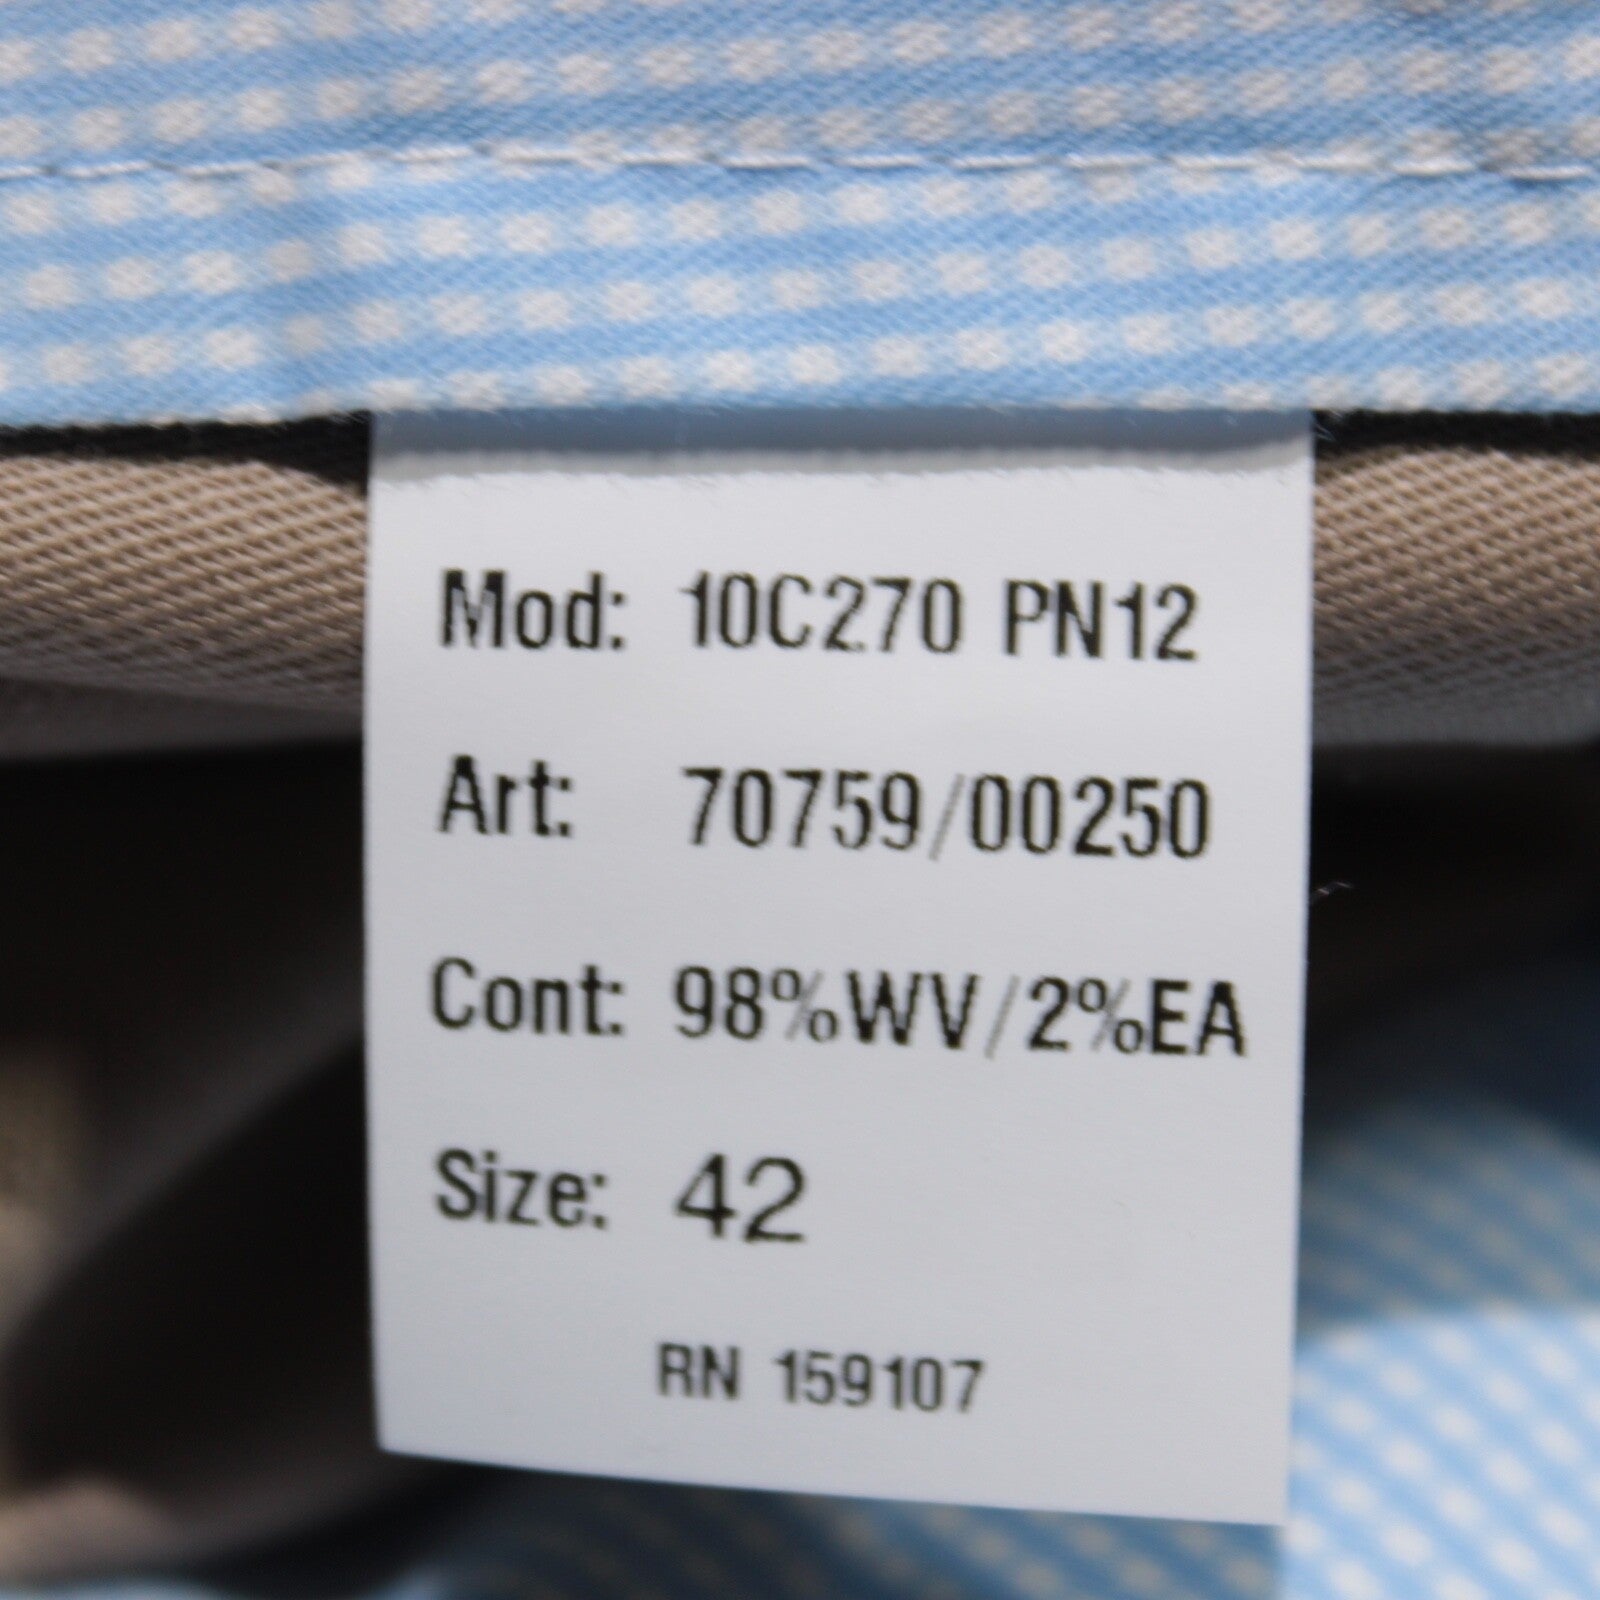 Mod: 10C270 PN12
Art: 70759/00250
Cont: 98%WV/2%EA
Size: 42
RN 159107